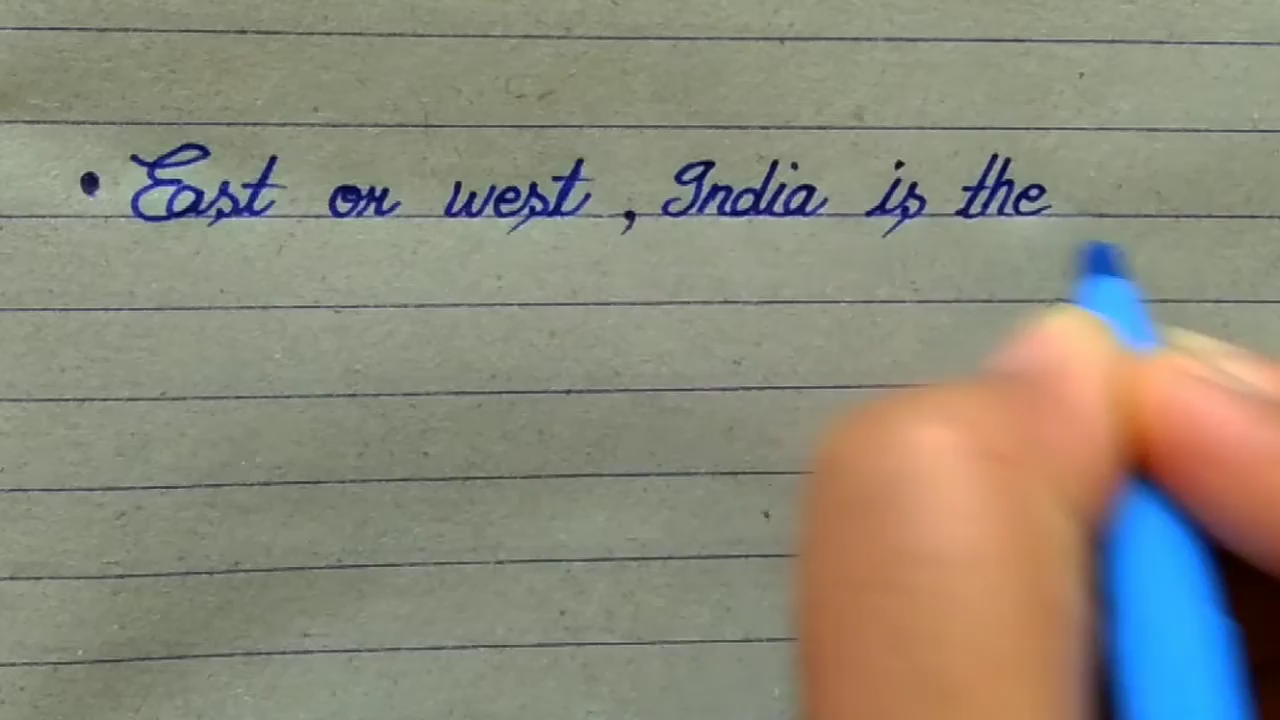 • East or west, India is the